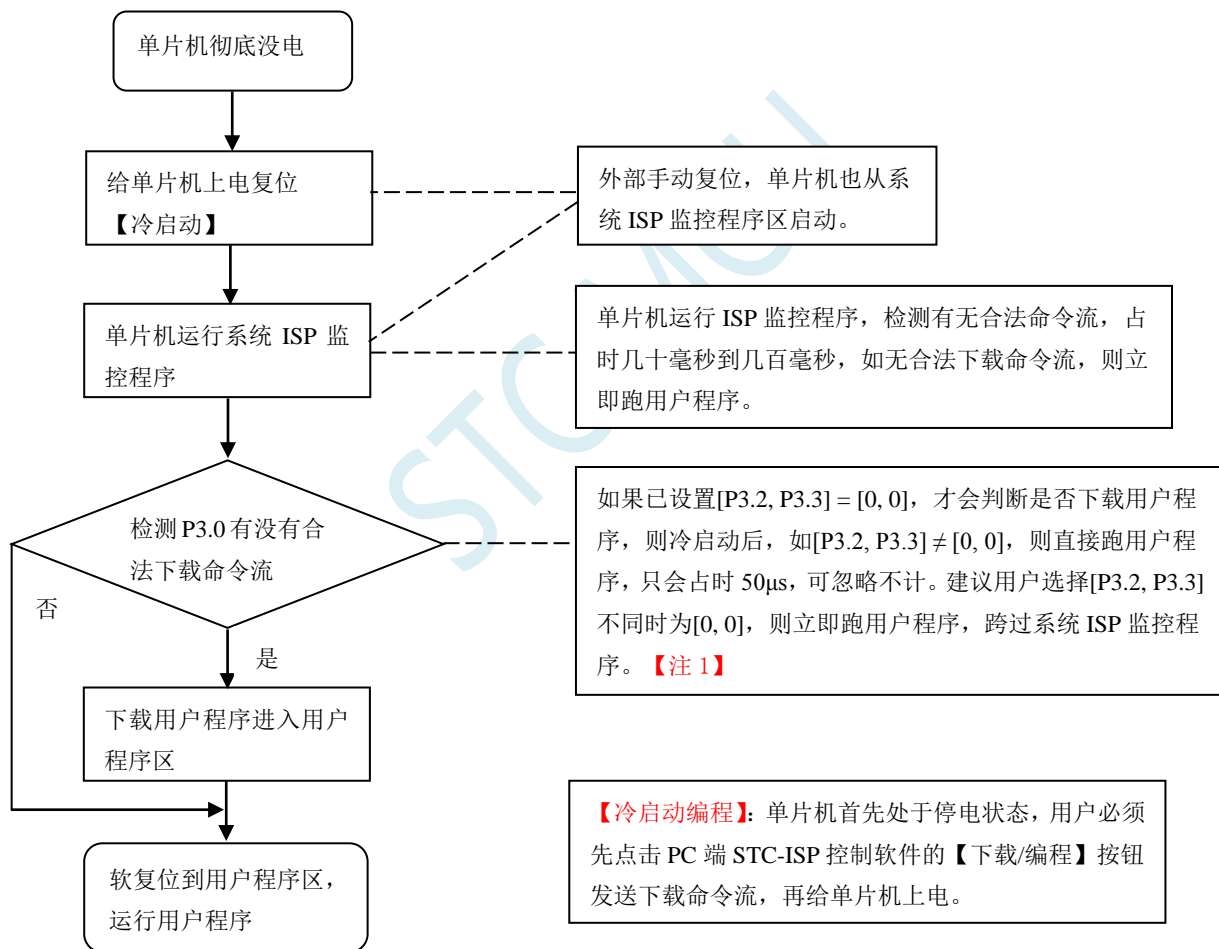 单片机彻底没电
给单片机上电复位
【冷启动】
外部手动复位，单片机也从系
统 ISP 监控程序区启动。
单片机运行系统 ISP 监
控程序
单片机运行 ISP 监控程序，检测有无合法命令流，占
时几十毫秒到几百毫秒，如无合法下载命令流，则立
即跑用户程序。
检测 P3.0 有没有合
法下载命令流
如果已设置[P3.2, P3.3] = [0, 0]，才会判断是否下载用户程
序，则冷启动后，如[P3.2, P3.3] ≠ [0, 0]，则直接跑用户程
序，只会占时 50μs，可忽略不计。建议用户选择[P3.2, P3.3]
不同时为[0, 0]，则立即跑用户程序，跨过系统 ISP 监控程
序。【注 1】
否
是
下载用户程序进入用户
程序区
【冷启动编程】：单片机首先处于停电状态，用户必须
先点击 PC 端 STC-ISP 控制软件的【下载/编程】按钮
发送下载命令流，再给单片机上电。
软复位到用户程序区，
运行用户程序
STCMCU